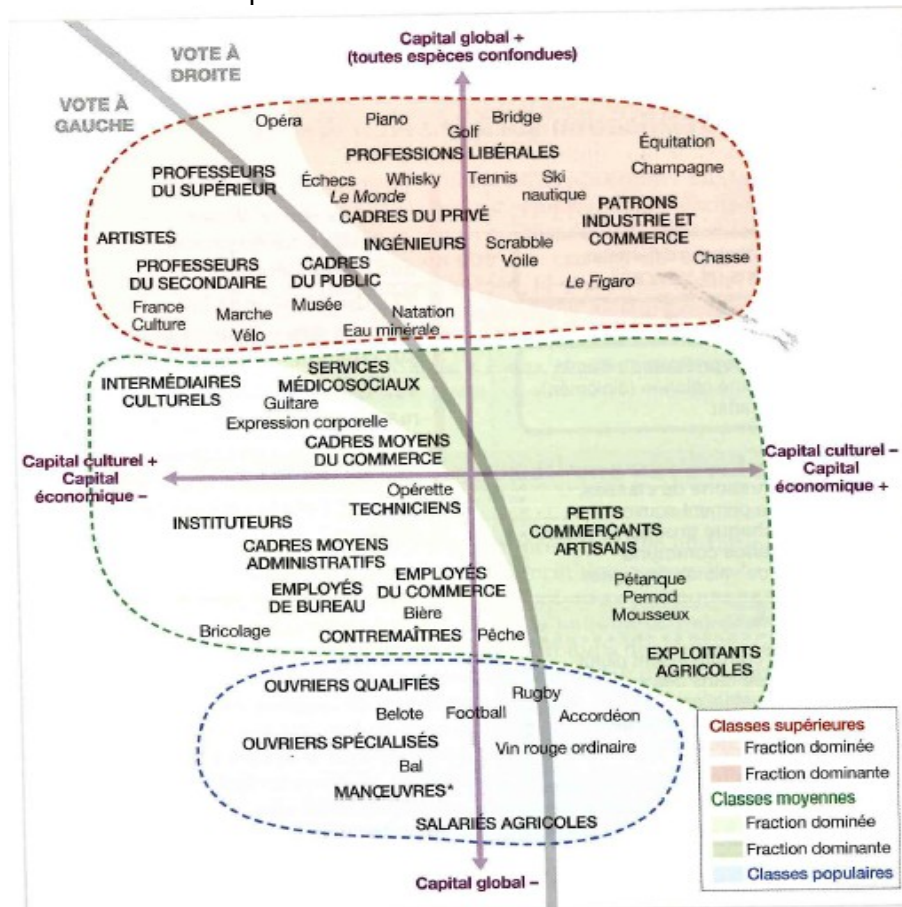 Capital global +
(toutes espèces confondues)
VOTE À
DROITE
VOTE À
GAUCHE
Opéra
Piano
Bridge
Golf
Équitation
PROFESSIONS LIBÉRALES
Champagne
PROFESSEURS
DU SUPÉRIEUR
Échecs
Whisky
Tennis
Ski
nautique
Le Monde
PATRONS
INDUSTRIE ET
COMMERCE
CADRES DU PRIVÉ
ARTISTES
INGÉNIEURS
Scrabble
Voile
Chasse
PROFESSEURS
DU SECONDAIRE
CADRES
DU PUBLIC
Le Figaro
France
Culture
Marche
Musée
Natation
Vélo
Eau minérale
INTERMÉDIAIRES
CULTURELS
SERVICES
MÉDICOSOCIAUX
Guitare
Expression corporelle
CADRES MOYENS
DU COMMERCE
Capital culturel +
Capital
économique –
Capital culturel –
Capital
économique +
Opérette
TECHNICIENS
INSTITUTEURS
PETITS
COMMERÇANTS
ARTISANS
CADRES MOYENS
ADMINISTRATIFS
EMPLOYÉS
DU COMMERCE
EMPLOYÉS
DE BUREAU
Pétanque
Pernod
Mousseux
Bière
Bricolage
CONTREMAÎTRES
Pêche
EXPLOITANTS
AGRICOLES
OUVRIERS QUALIFIÉS
Rugby
Belote
Football
Accordéon
OUVRIERS SPÉCIALISÉS
Vin rouge ordinaire
Bal
MANŒUVRES*
SALARIÉS AGRICOLES
Capital global –
Classes supérieures
Fraction dominée
Fraction dominante
Classes moyennes
Fraction dominée
Fraction dominante
Classes populaires